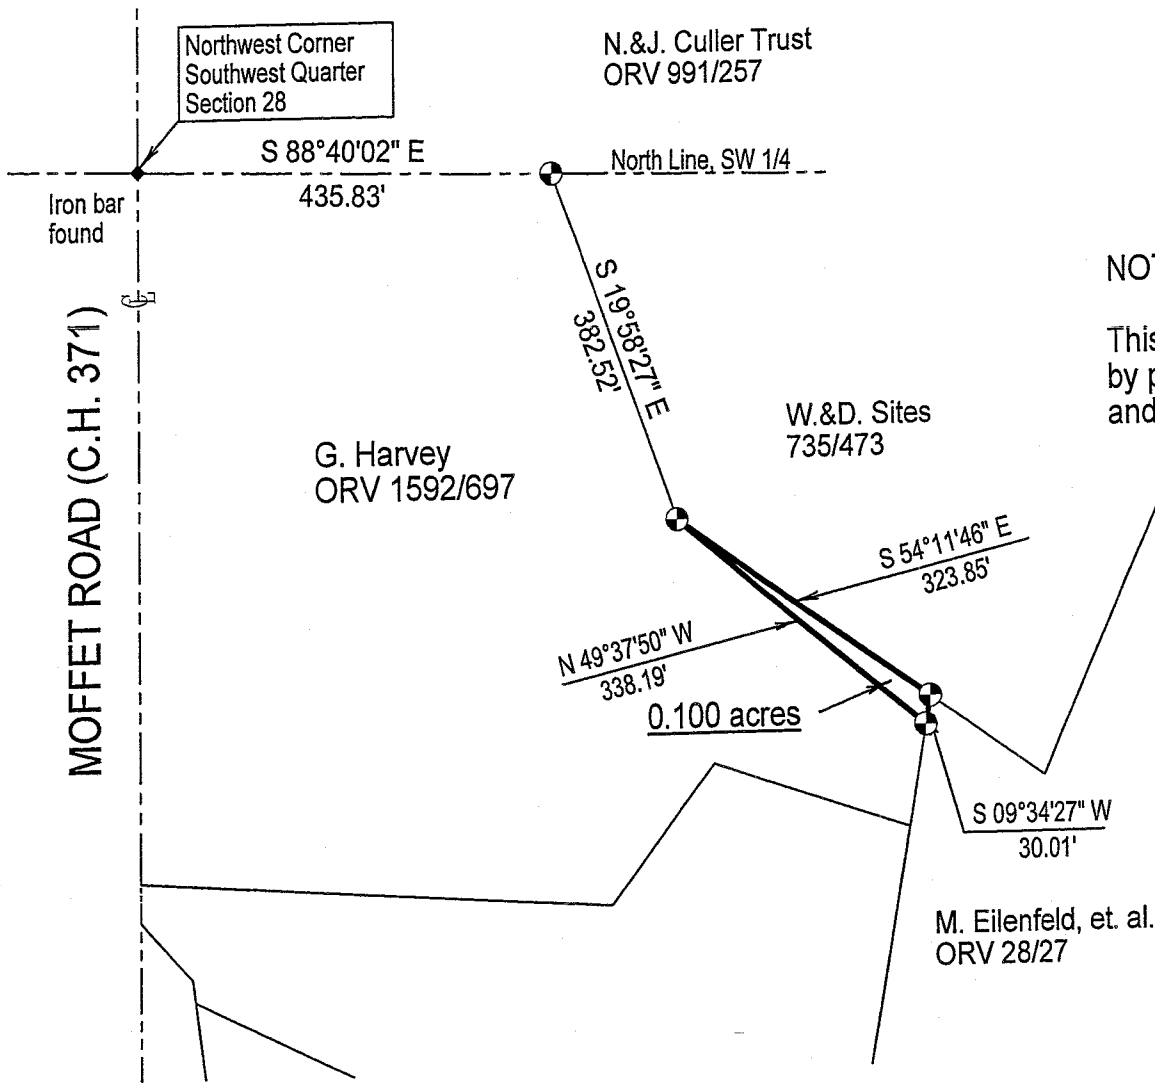 Northwest Corner
Southwest Quarter
Section 28
N.&J. Culler Trust
ORV 991/257
S 88°40'02" E
435.83'
North Line, SW 1/4
Iron bar
found
MOFFET ROAD (C.H. 371)
S 19°58'27" E
382.52'
G. Harvey
ORV 1592/697
W.&D. Sites
735/473
by
and
S 54°11'46" E
323.85'
N 49°37'50" W
338.19'
0.100 acres
S 09°34'27" W
30.01'
M. Eilenfeld, et. al.
ORV 28/27